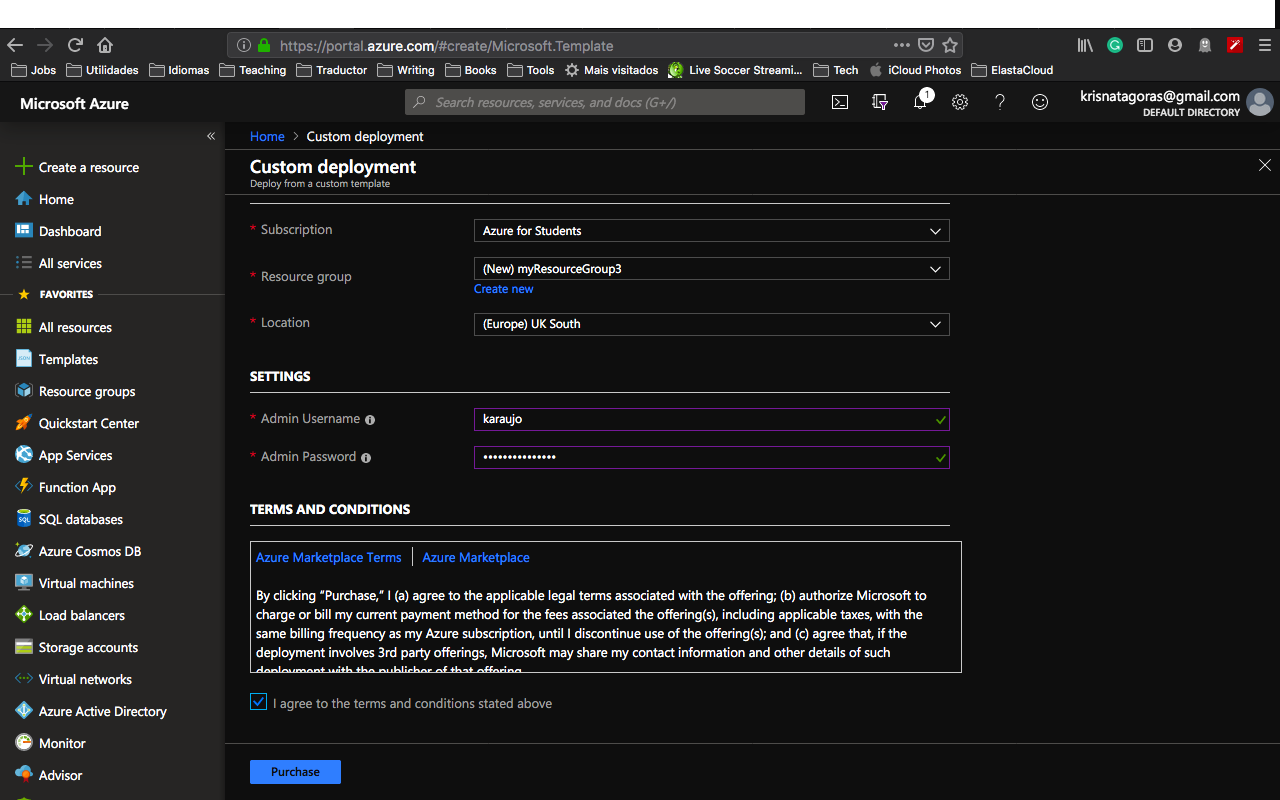 https://portal.azure.com/#create/Microsoft.Template
Jobs Utilidades Idiomas Teaching Traductor Writing Books Tools Mais visitados Live Soccer Streami... Tech iCloud Photos ElastaCloud
Microsoft Azure
Search resources, services, and docs (G+/)
1
krisnatagoras@gmail.com
DEFAULT DIRECTORY
«
Create a resource
Home
Dashboard
All services
FAVORITES
All resources
Templates
Resource groups
Quickstart Center
App Services
Function App
SQL databases
Azure Cosmos DB
Virtual machines
Load balancers
Storage accounts
Virtual networks
Azure Active Directory
Monitor
Advisor
Home > Custom deployment
Custom deployment
Deploy from a custom template
* Subscription
Azure for Students
* Resource group
(New) myResourceGroup3
Create new
* Location
(Europe) UK South
SETTINGS
* Admin Username
karaujo
* Admin Password
•••••••••••••••
TERMS AND CONDITIONS
Azure Marketplace Terms | Azure Marketplace
By clicking “Purchase,” I (a) agree to the applicable legal terms associated with the offering; (b) authorize Microsoft to
charge or bill my current payment method for the fees associated the offering(s), including applicable taxes, with the
same billing frequency as my Azure subscription, until I discontinue use of the offering(s); and (c) agree that, if the
deployment involves 3rd party offerings, Microsoft may share my contact information and other details of such
deployment with the publisher of that offering.
I agree to the terms and conditions stated above
Purchase